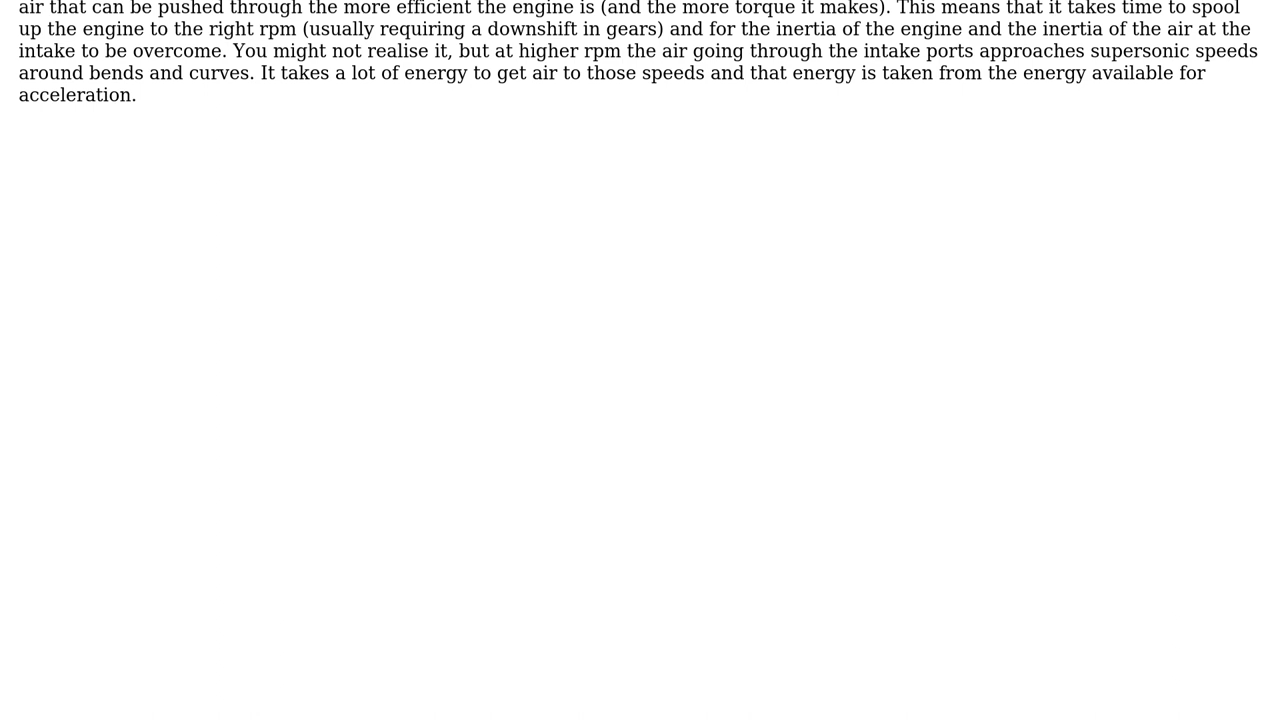 air that can be pushed through the more efficient the engine is (and the more torque it makes). This means that it takes time to spool
up the engine to the right rpm (usually requiring a downshift in gears) and for the inertia of the engine and the inertia of the air at the
intake to be overcome. You might not realise it, but at higher rpm the air going through the intake ports approaches supersonic speeds
around bends and curves. It takes a lot of energy to get air to those speeds and that energy is taken from the energy available for
acceleration.